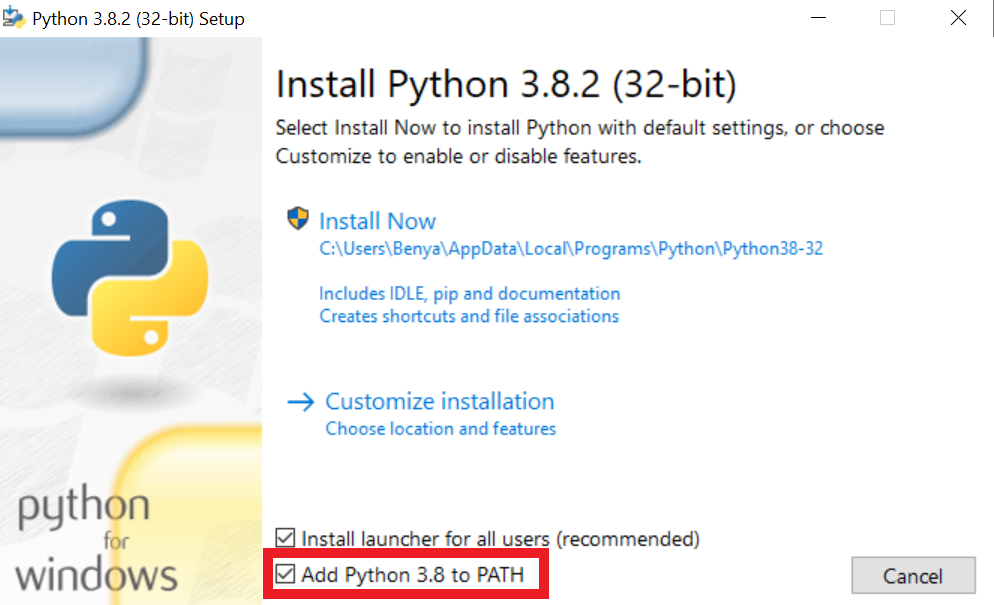 Python 3.8.2 (32-bit) Setup
Install Python 3.8.2 (32-bit)
Select Install Now to install Python with default settings, or choose
Customize to enable or disable features.
Install Now
C:\Users\Benya\AppData\Local\Programs\Python\Python38-32
Includes IDLE, pip and documentation
Creates shortcuts and file associations
Customize installation
Choose location and features
python
for
windows
Install launcher for all users (recommended)
Add Python 3.8 to PATH
Cancel